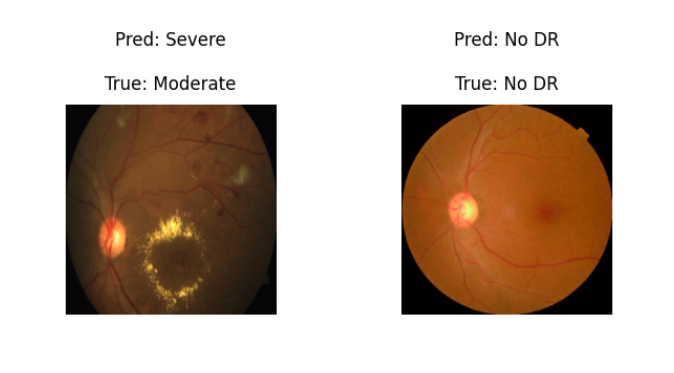 Pred: Severe
True: Moderate
Pred: No DR
True: No DR